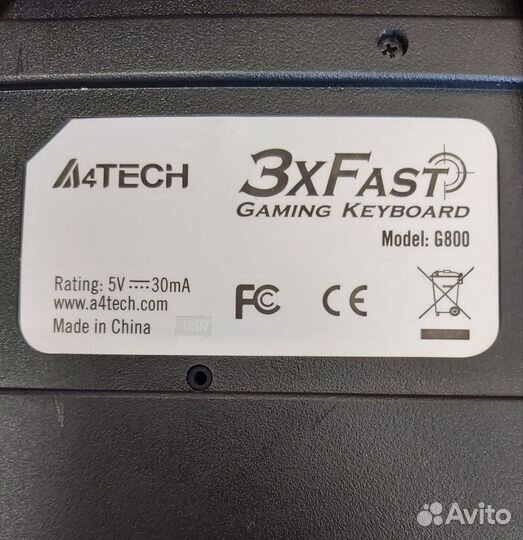 A4TECH
3xFAST
GAMING KEYBOARD
Model: G800
Rating: 5V 30mA
www.a4tech.com
Made in China 1207
FC CE
Avito